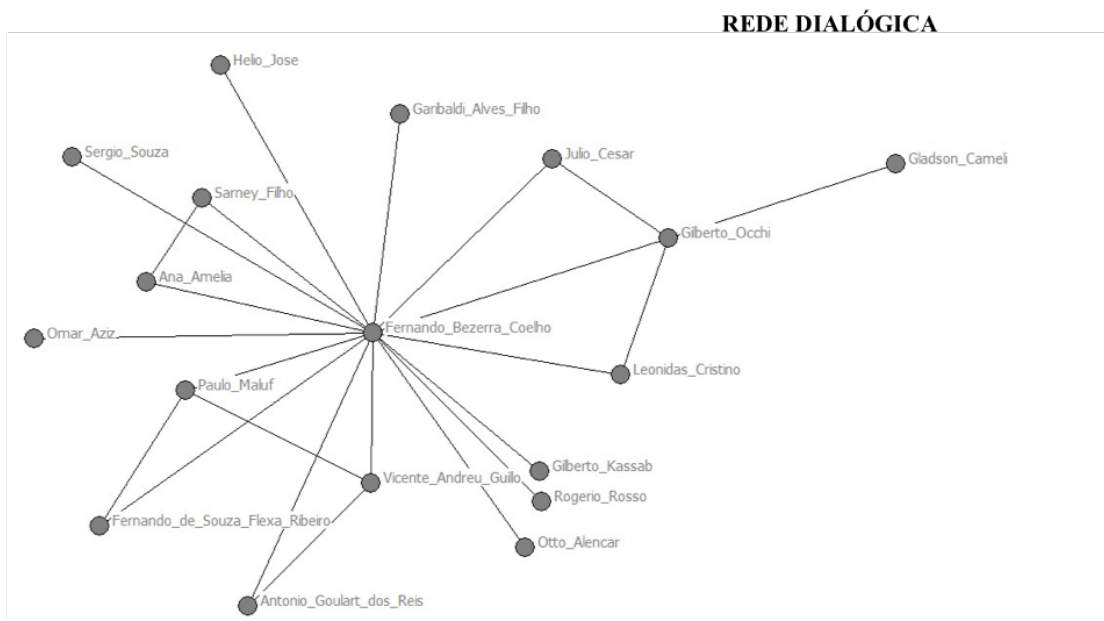 REDE DIALÓGICA
Helio_Jose
Garibaldi_Alves_Filho
Sergio_Souza
Julio_Cesar
Gladson_Cameli
Sarney_Filho
Gilberto_Occhi
Ana_Amelia
Omar_Aziz
Fernando_Bezerra_Coelho
Leonidas_Cristino
Paulo_Maluf
Gilberto_Kassab
Vicente_Andreu_Guillo
Rogerio_Rosso
Fernando_de_Souza_Flexa_Ribeiro
Otto_Alencar
Antonio_Goulart_dos_Reis